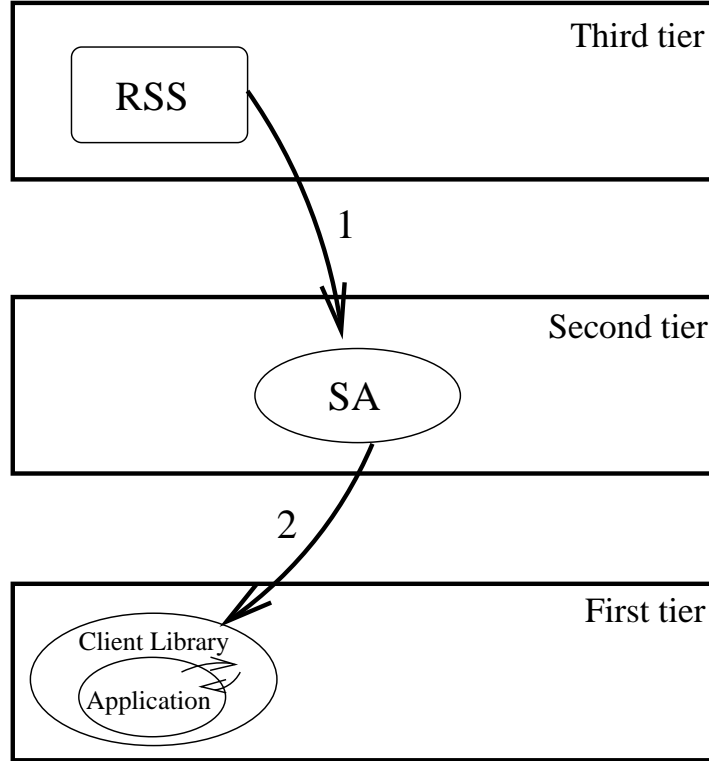 Third tier
RSS
1
Second tier
SA
2
First tier
Client Library
Application